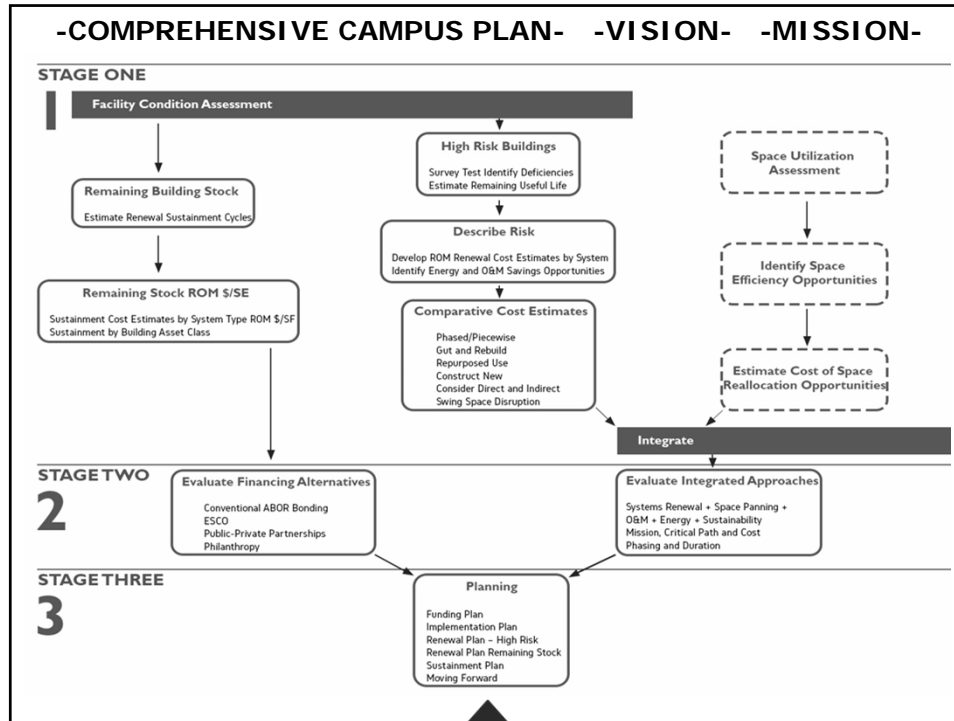 -COMPREHENSIVE CAMPUS PLAN- -VISION- -MISSION-
STAGE ONE
1
Facility Condition Assessment
Remaining Building Stock
Estimate Renewal Sustainment Cycles
Remaining Stock ROM $/SE
Sustainment Cost Estimates by System Type ROM $/SF
Sustainment by Building Asset Class
High Risk Buildings
Survey Test Identify Deficiencies
Estimate Remaining Useful Life
Describe Risk
Develop ROM Renewal Cost Estimates by System
Identify Energy and O&M Savings Opportunities
Comparative Cost Estimates
Phased/Piecewise
Gut and Rebuild
Repurposed Use
Construct New
Consider Direct and Indirect
Swing Space Disruption
Space Utilization
Assessment
Identify Space
Efficiency Opportunities
Estimate Cost of Space
Reallocation Opportunities
Integrate
STAGE TWO
2
Evaluate Financing Alternatives
Conventional ABOR Bonding
ESCO
Public-Private Partnerships
Philanthropy
Evaluate Integrated Approaches
Systems Renewal + Space Panning +
O&M + Energy + Sustainability
Mission, Critical Path and Cost
Phasing and Duration
STAGE THREE
3
Planning
Funding Plan
Implementation Plan
Renewal Plan – High Risk
Renewal Plan Remaining Stock
Sustainment Plan
Moving Forward